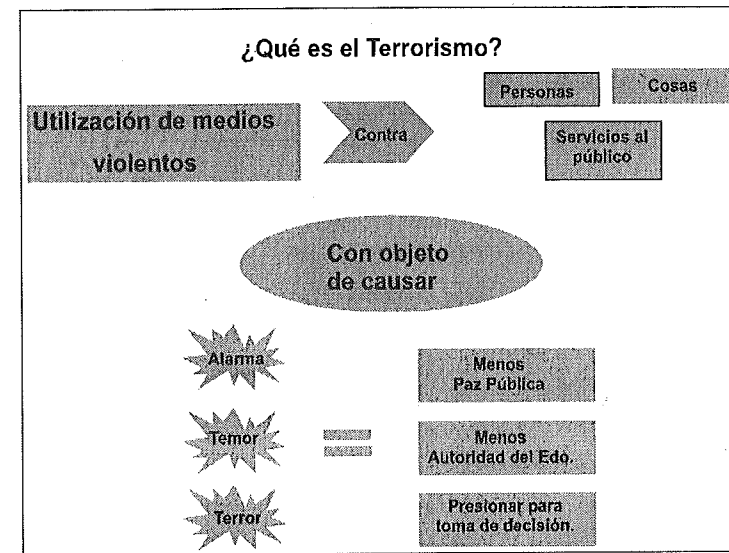 ¿Qué es el Terrorismo?
Personas
Cosas
Utilización de medios
violentos
Contra
Servicios al
público
Con objeto
de causar
Alarma
Menos
Paz Pública
Temor
=
Menos
Autoridad del Edo.
Terror
Presionar para
toma de decisión.